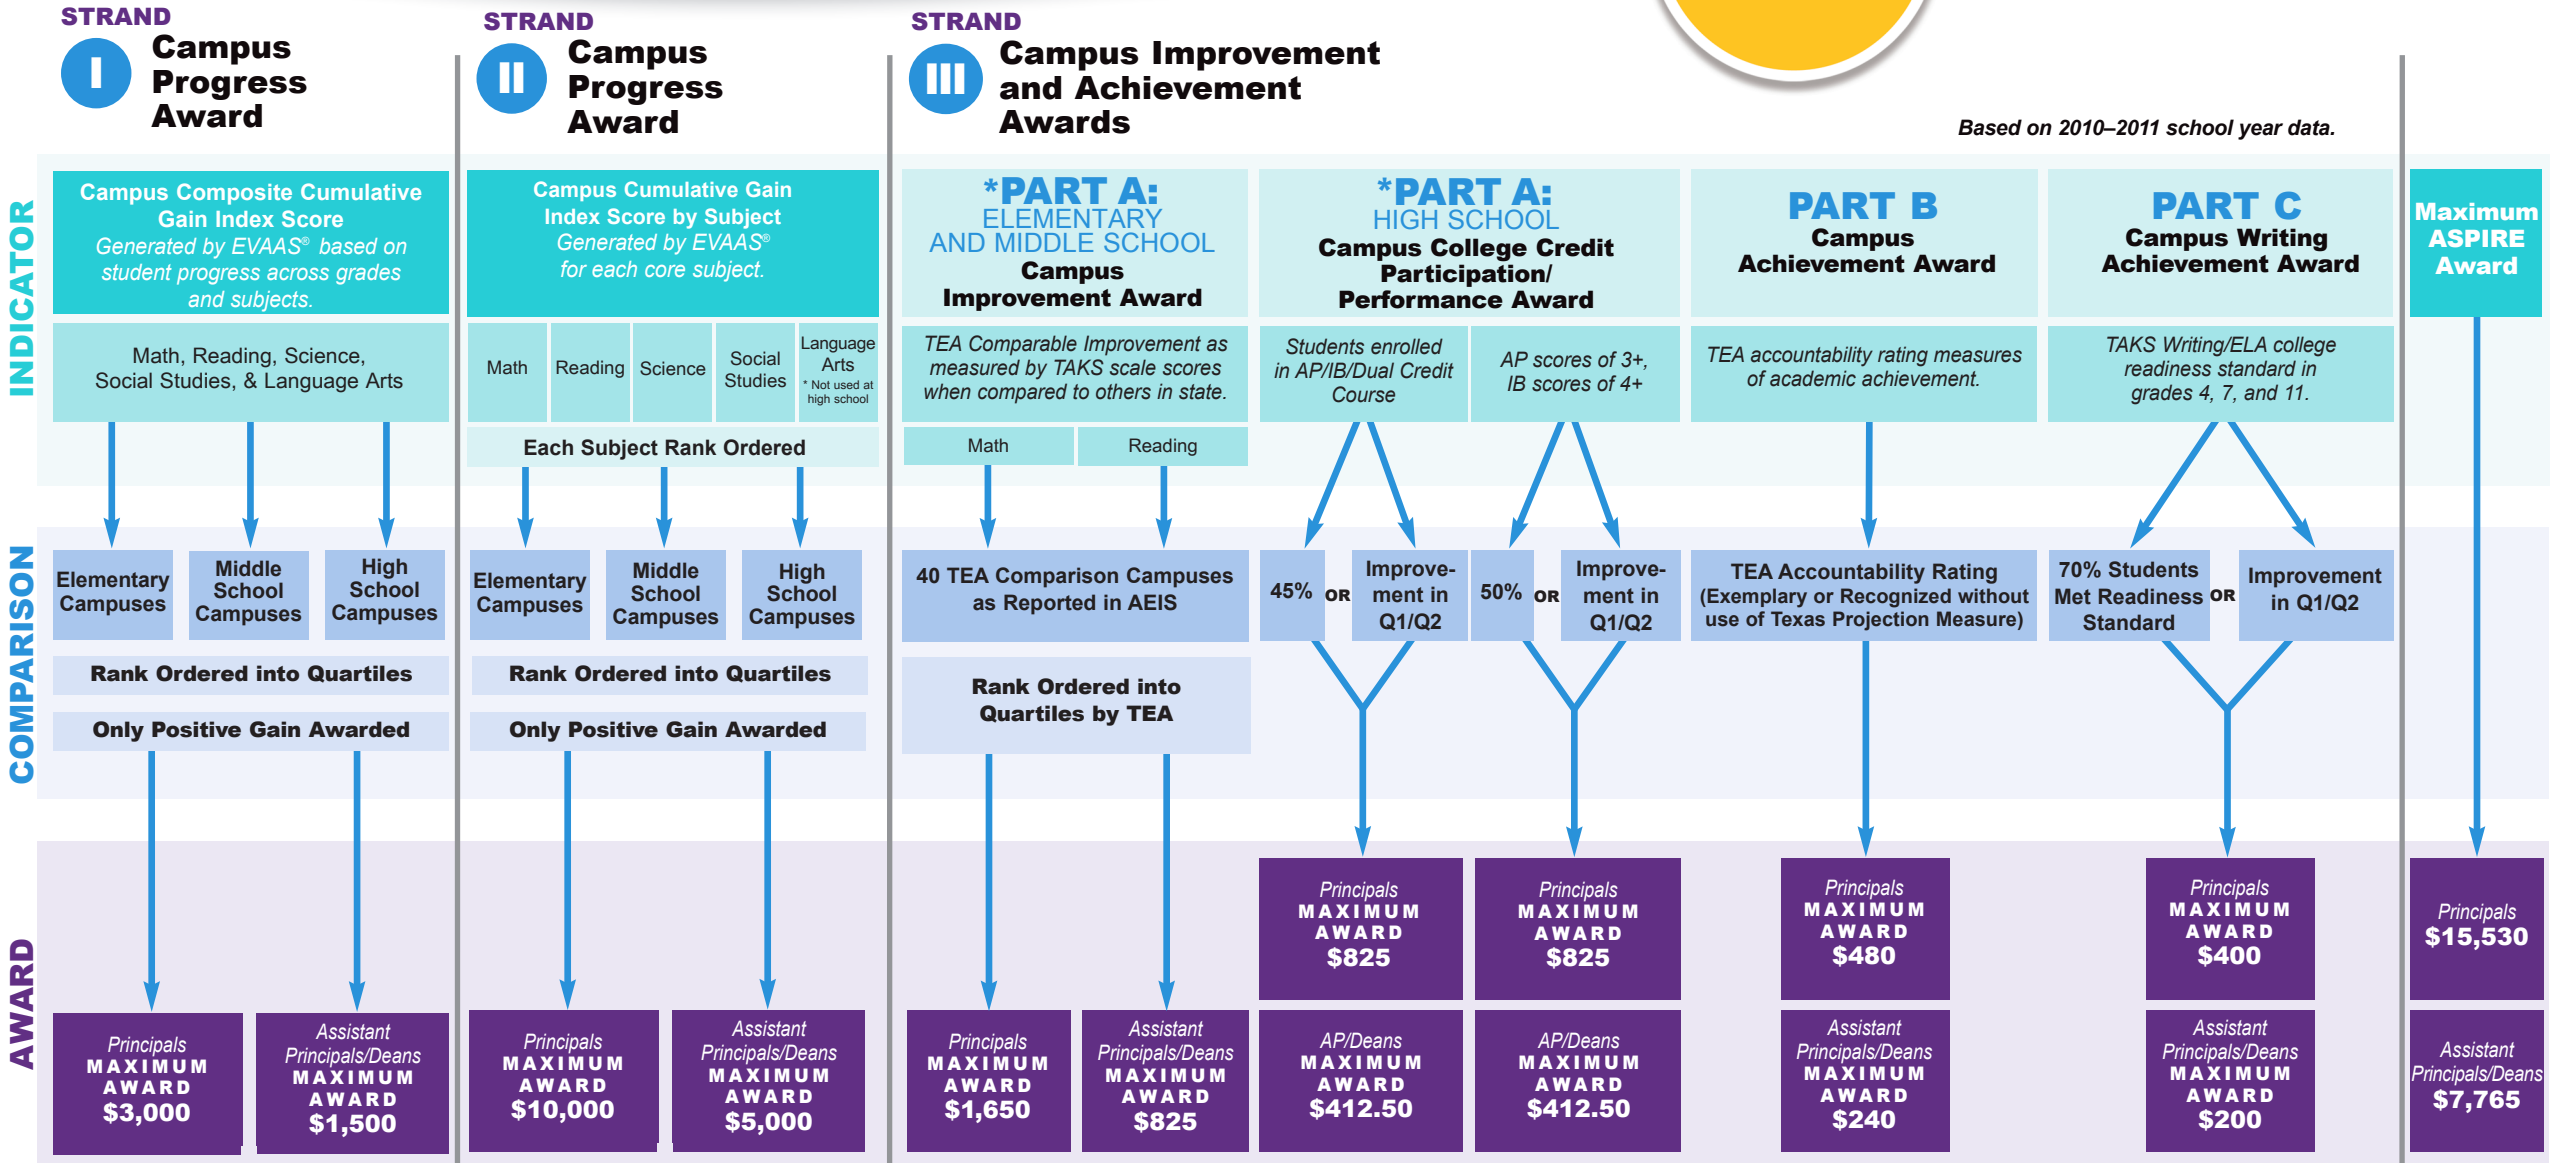 STRAND
I
Campus
Progress
Award
STRAND
II
Campus
Progress
Award
STRAND
III
Campus Improvement
and Achievement
Awards
Based on 2010–2011 school year data.
INDICATOR
Campus Composite Cumulative
Gain Index Score
Generated by EVAAS® based on
student progress across grades
and subjects.
Math, Reading, Science,
Social Studies, & Language Arts
Campus Cumulative Gain
Index Score by Subject
Generated by EVAAS®
for each core subject.
Math
Reading
Science
Social
Studies
Language
Arts
* Not used at
high school
Each Subject Rank Ordered
*PART A:
ELEMENTARY
AND MIDDLE SCHOOL
Campus
Improvement Award
TEA Comparable Improvement as
measured by TAKS scale scores
when compared to others in state.
Math
Reading
*PART A:
HIGH SCHOOL
Campus College Credit
Participation/
Performance Award
Students enrolled
in AP/IB/Dual Credit
Course
AP scores of 3+,
IB scores of 4+
PART B
Campus
Achievement Award
TEA accountability rating measures
of academic achievement.
PART C
Campus Writing
Achievement Award
TAKS Writing/ELA college
readiness standard in
grades 4, 7, and 11.
Maximum
ASPIRE
Award
COMPARISON
Elementary
Campuses
Middle
School
Campuses
High
School
Campuses
Rank Ordered into Quartiles
Only Positive Gain Awarded
Elementary
Campuses
Middle
School
Campuses
High
School
Campuses
Rank Ordered into Quartiles
Only Positive Gain Awarded
40 TEA Comparison Campuses
as Reported in AEIS
Rank Ordered into
Quartiles by TEA
45%
OR
Improve-
ment in
Q1/Q2
50%
OR
Improve-
ment in
Q1/Q2
TEA Accountability Rating
(Exemplary or Recognized without
use of Texas Projection Measure)
70% Students
Met Readiness
Standard
OR
Improvement
in Q1/Q2
AWARD
Principals
MAXIMUM
AWARD
$3,000
Assistant
Principals/Deans
MAXIMUM
AWARD
$1,500
Principals
MAXIMUM
AWARD
$10,000
Assistant
Principals/Deans
MAXIMUM
AWARD
$5,000
Principals
MAXIMUM
AWARD
$1,650
Assistant
Principals/Deans
MAXIMUM
AWARD
$825
Principals
MAXIMUM
AWARD
$825
AP/Deans
MAXIMUM
AWARD
$412.50
Principals
MAXIMUM
AWARD
$825
AP/Deans
MAXIMUM
AWARD
$412.50
Principals
MAXIMUM
AWARD
$480
Assistant
Principals/Deans
MAXIMUM
AWARD
$240
Principals
MAXIMUM
AWARD
$400
Assistant
Principals/Deans
MAXIMUM
AWARD
$200
Principals
$15,530
Assistant
Principals/Deans
$7,765